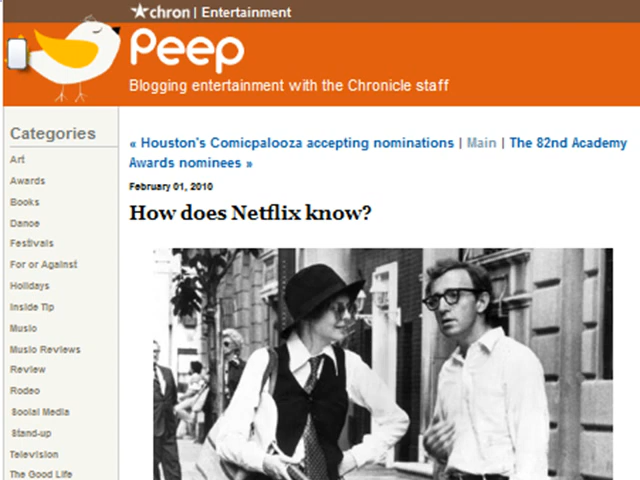 chron | Entertainment
Peep
Blogging entertainment with the Chronicle staff
Categories
Art
Awards
Books
Dance
Festivals
For or Against
Holidays
Inside Tip
Music
Music Reviews
Review
Rodeo
Social Media
Stand-up
Television
The Good Life
« Houston's Comicpalooza accepting nominations | Main | The 82nd Academy
Awards nominees »
February 01, 2010
How does Netflix know?